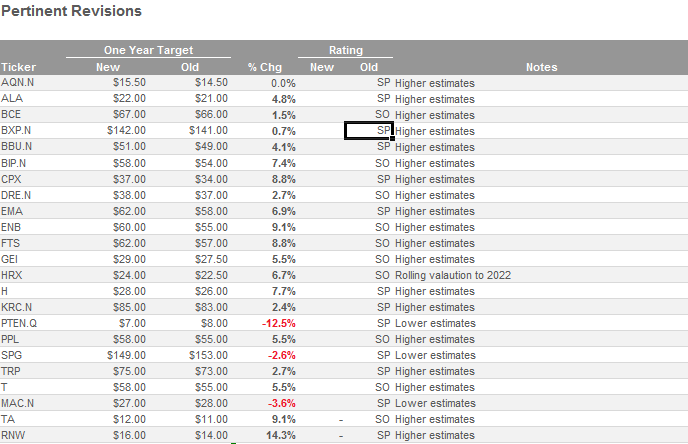 Pertinent Revisions
One Year Target Rating
Ticker New Old % Chg New Old Notes
AQN.N $15.50 $14.50 0.0% SP Higher estimates
ALA $22.00 $21.00 4.8% SP Higher estimates
BCE $67.00 $66.00 1.5% SO Higher estimates
BXP.N $142.00 $141.00 0.7% SP Higher estimates
BBU.N $51.00 $49.00 4.1% SP Higher estimates
BIP.N $58.00 $54.00 7.4% SO Higher estimates
CPX $37.00 $34.00 8.8% SP Higher estimates
DRE.N $38.00 $37.00 2.7% SO Higher estimates
EMA $62.00 $58.00 6.9% SP Higher estimates
ENB $60.00 $55.00 9.1% SO Higher estimates
FTS $62.00 $57.00 8.8% SO Higher estimates
GEI $29.00 $27.50 5.5% SO Higher estimates
HRX $24.00 $22.50 6.7% SO Rolling valaution to 2022
H $28.00 $26.00 7.7% SP Higher estimates
KRC.N $85.00 $83.00 2.4% SP Higher estimates
PTEN.Q $7.00 $8.00 -12.5% SP Lower estimates
PPL $58.00 $55.00 5.5% SO Higher estimates
SPG $149.00 $153.00 -2.6% SP Lower estimates
TRP $75.00 $73.00 2.7% SP Higher estimates
T $58.00 $55.00 5.5% SO Higher estimates
MAC.N $27.00 $28.00 -3.6% SP Lower estimates
TA $12.00 $11.00 9.1% - SO Higher estimates
RNW $16.00 $14.00 14.3% - SP Higher estimates